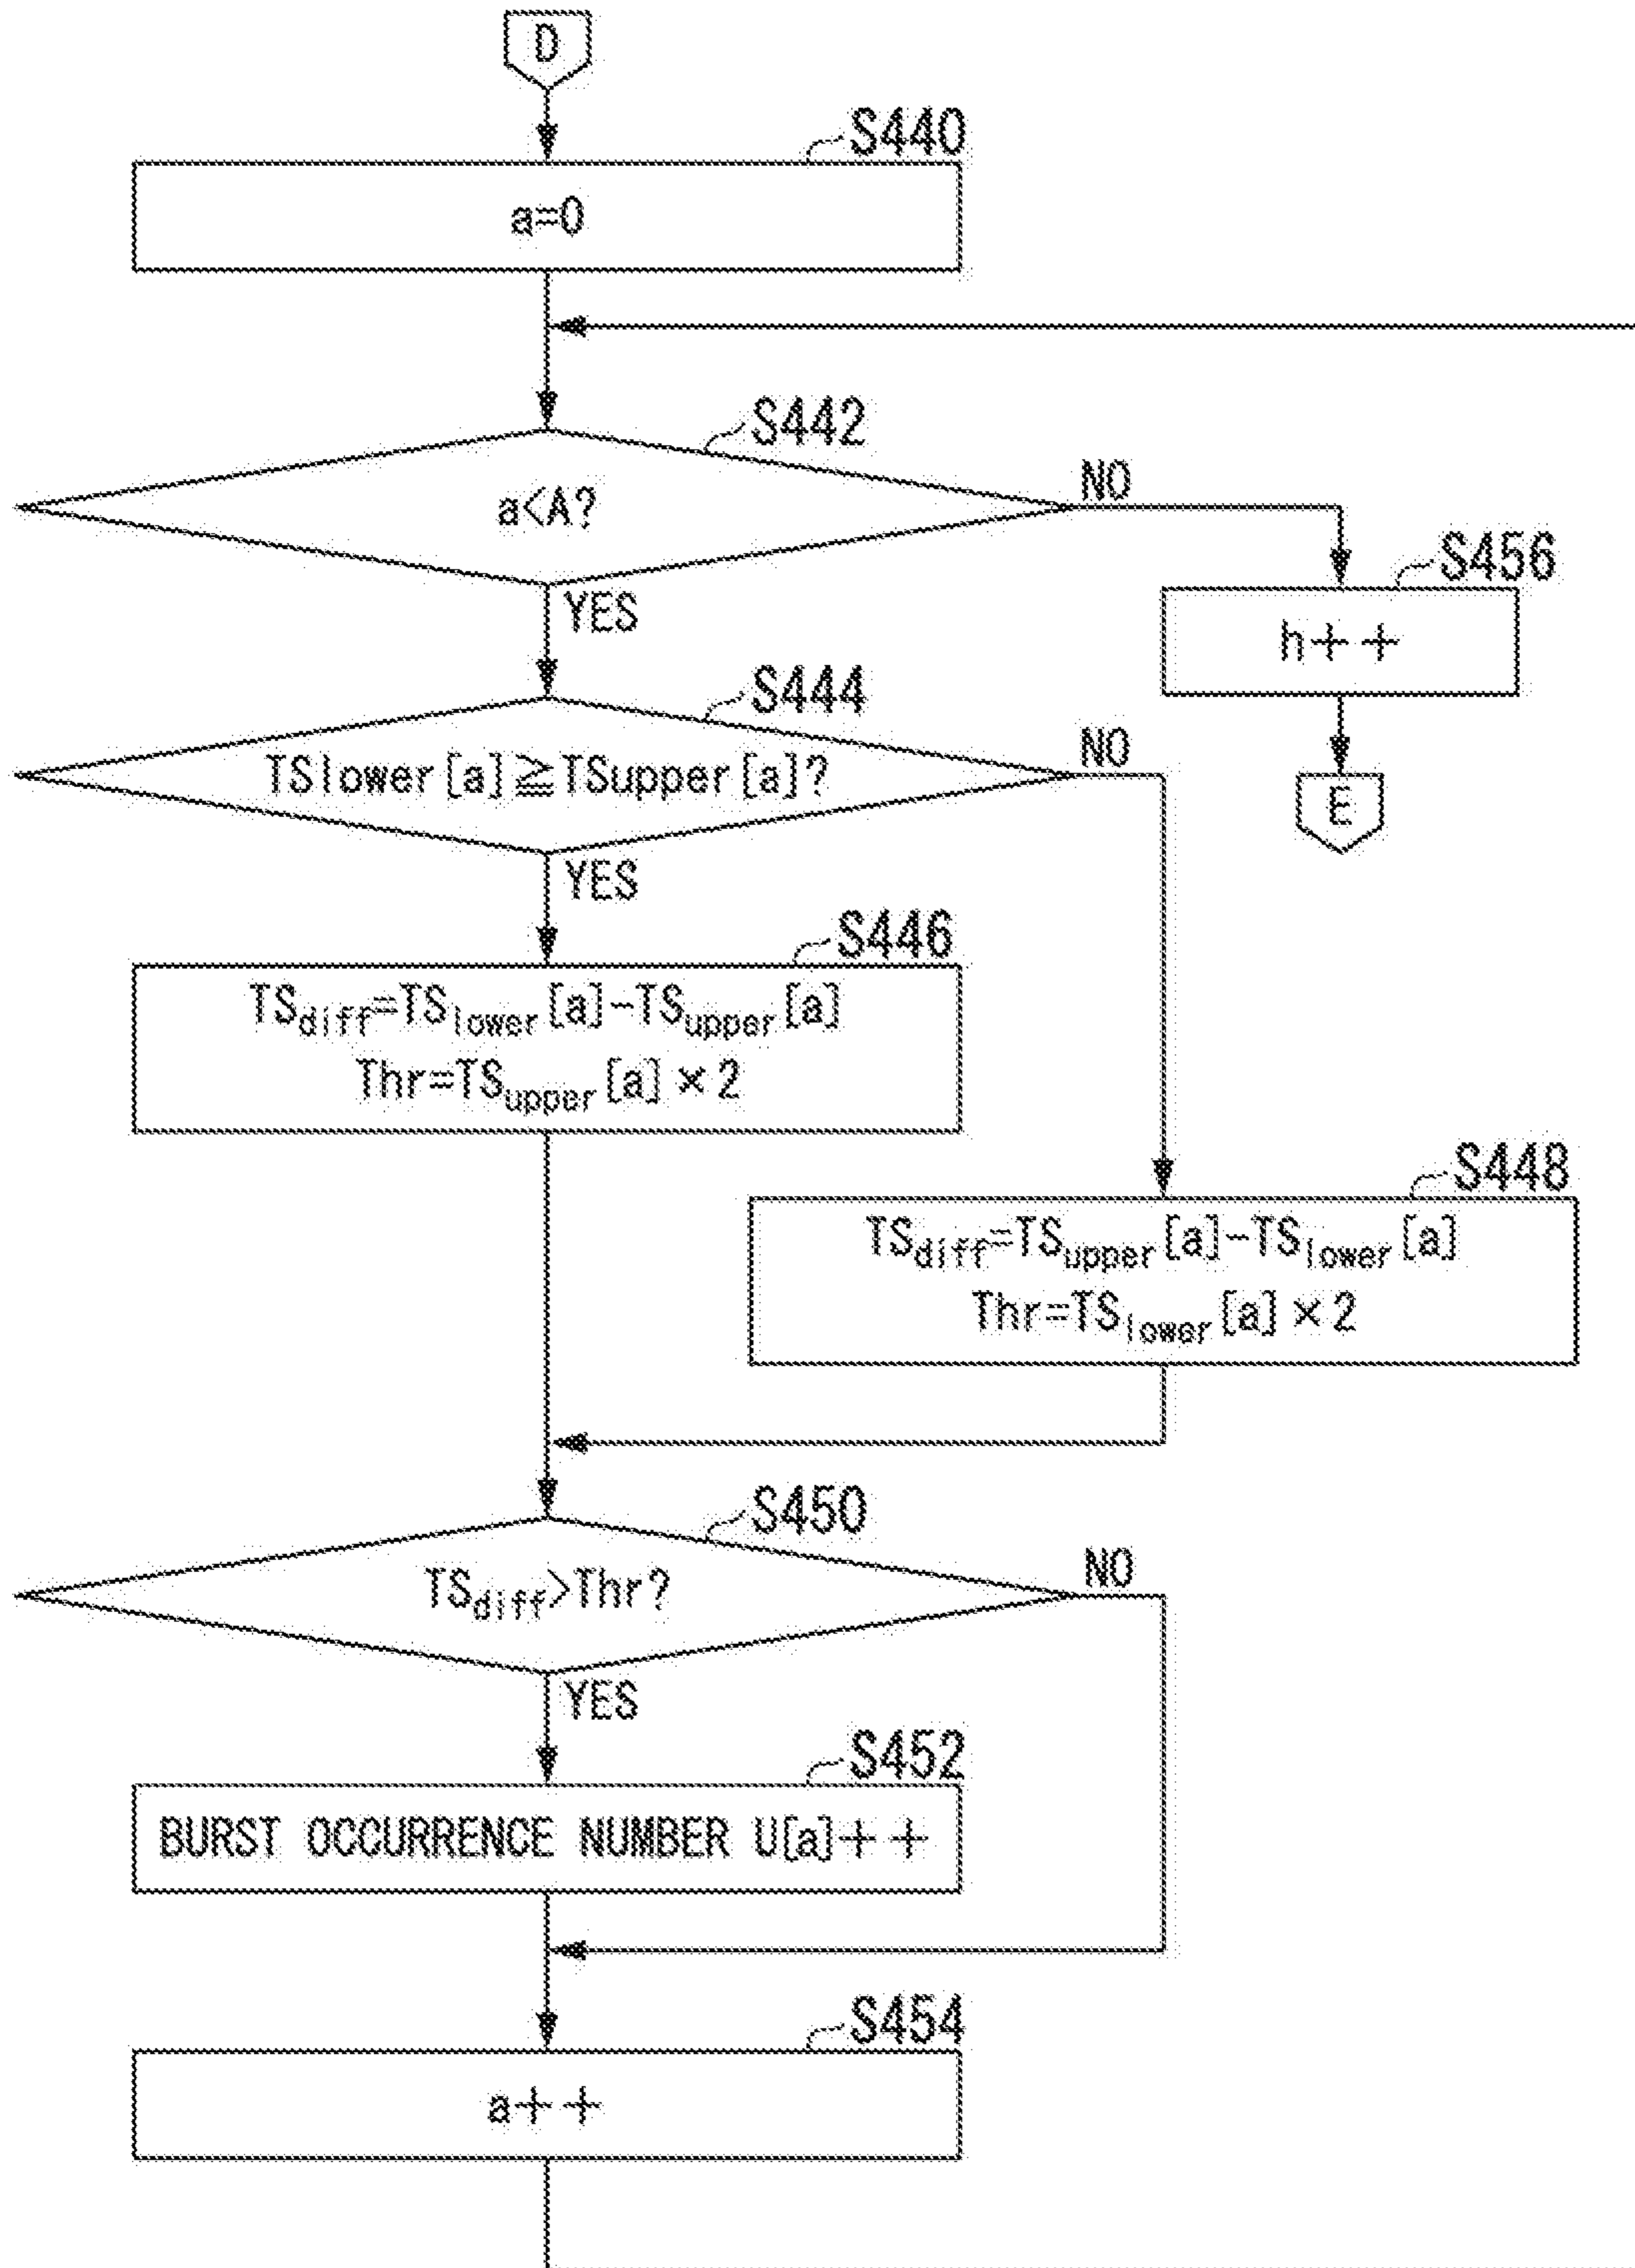 D
S440
a=0
S442
a<A?
NO
YES
S456
h++
E
S444
TSlower[a]≧TSupper[a]?
NO
YES
S446
TSdiff=TSlower[a]-TSupper[a]
Thr=TSupper[a]×2
S448
TSdiff=TSupper[a]-TSlower[a]
Thr=TSlower[a]×2
S450
TSdiff>Thr?
NO
YES
S452
BURST OCCURRENCE NUMBER U[a]++
S454
a++